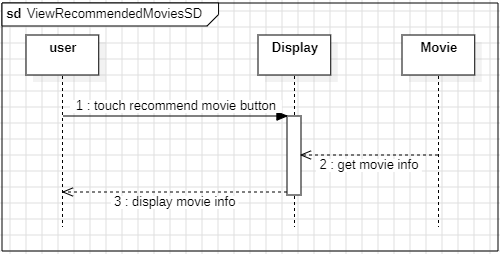 sd ViewRecommendedMoviesSD
user
Display
Movie
1 : touch recommend movie button
2 : get movie info
3 : display movie info